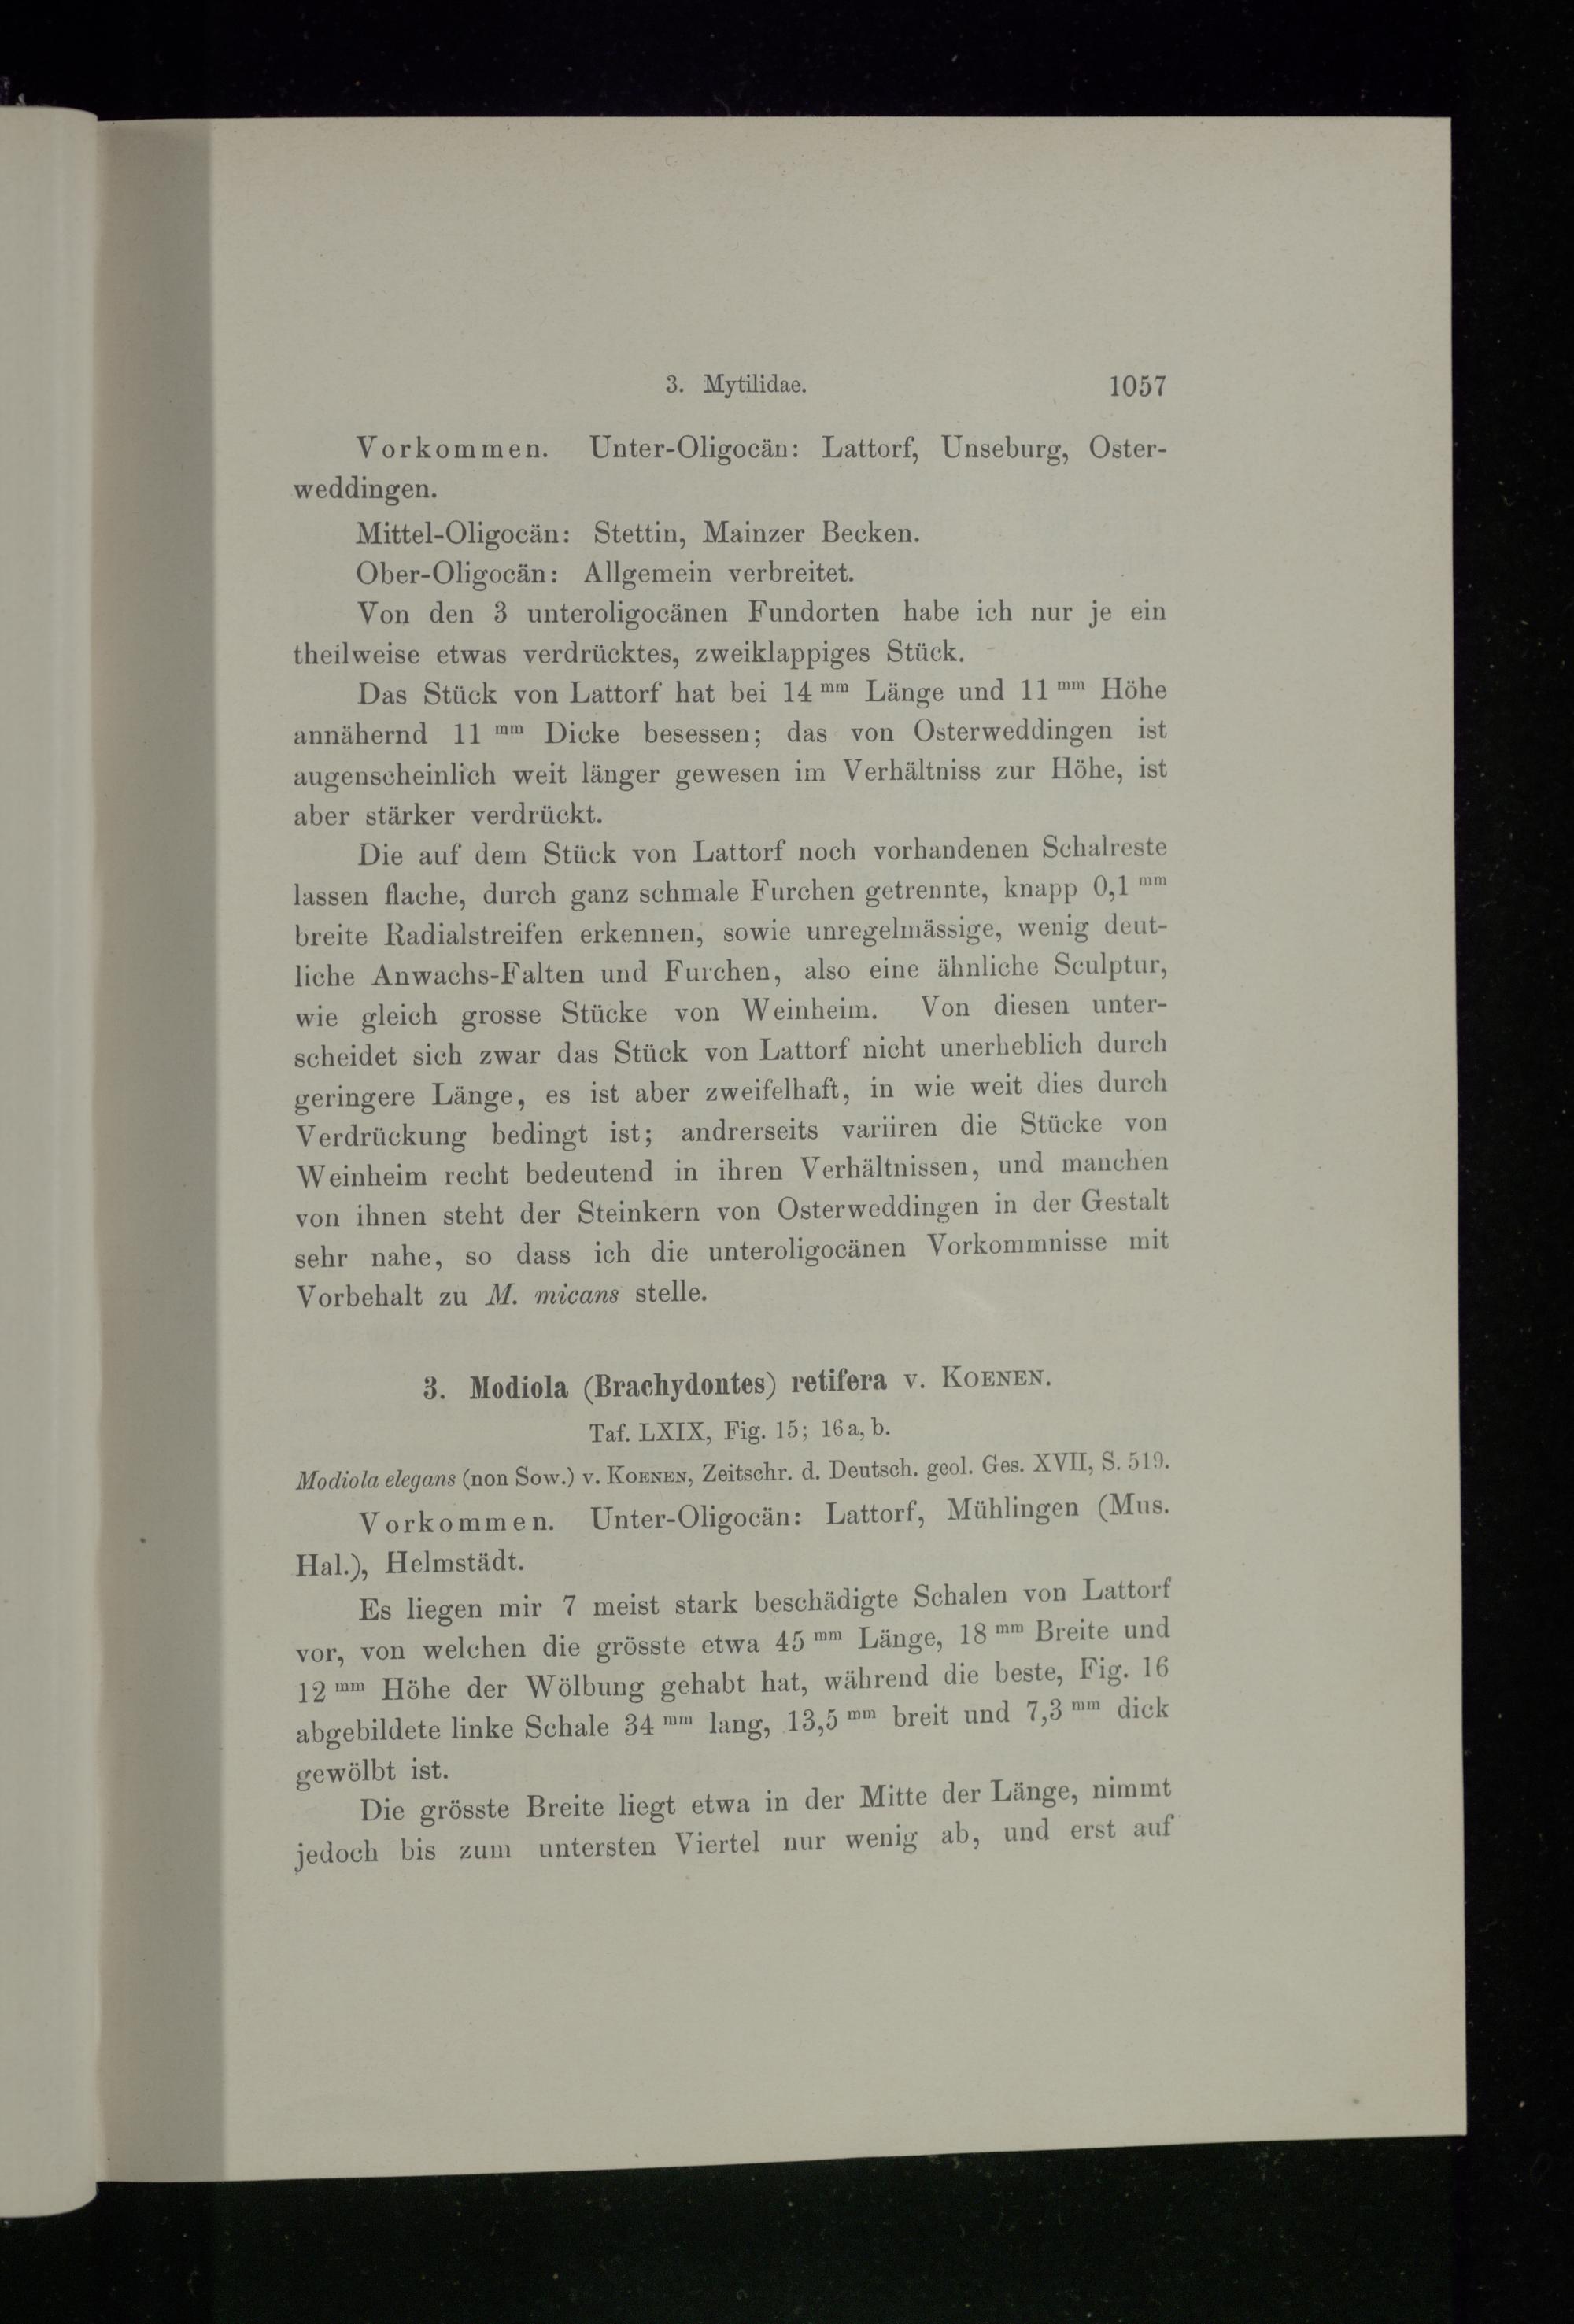 3. Mytilidae. 1057
Vorkommen. Unter-Oligocän: Lattorf, Unseburg, Oster-
weddingen.
Mittel-Oligocän: Stettin, Mainzer Becken.
Ober-Oligocän: Allgemein verbreitet.
Von den 3 unteroligocänen Fundorten habe ich nur je ein
theilweise etwas verdrücktes, zweiklappiges Stück.
Das Stück von Lattorf hat bei 14 mm Länge und 11 mm Höhe
annähernd 11 mm Dicke besessen; das von Osterweddingen ist
augenscheinlich weit länger gewesen im Verhältniss zur Höhe, ist
aber stärker verdrückt.
Die auf dem Stück von Lattorf noch vorhandenen Schalreste
lassen flache, durch ganz schmale Furchen getrennte, knapp 0,1 mm
breite Radialstreifen erkennen, sowie unregelmässige, wenig deut-
liche Anwachs-Falten und Furchen, also eine ähnliche Sculptur,
wie gleich grosse Stücke von Weinheim. Von diesen unter-
scheidet sich zwar das Stück von Lattorf nicht unerheblich durch
geringere Länge, es ist aber zweifelhaft, in wie weit dies durch
Verdrückung bedingt ist; andrerseits variiren die Stücke von
Weinheim recht bedeutend in ihren Verhältnissen, und manchen
von ihnen steht der Steinkern von Osterweddingen in der Gestalt
sehr nahe, so dass ich die unteroligocänen Vorkommnisse mit
Vorbehalt zu M. micans stelle.
3. Modiola (Brachydontes) retifera v. KOENEN.
Taf. LXIX, Fig. 15; 16 a, b.
Modiola elegans (non Sow.) v. KOENEN, Zeitschr. d. Deutsch. geol. Ges. XVII, S. 519.
Vorkommen. Unter-Oligocän: Lattorf, Mühlingen (Mus.
Hal.), Helmstädt.
Es liegen mir 7 meist stark beschädigte Schalen von Lattorf
vor, von welchen die grösste etwa 45 mm Länge, 18 mm Breite und
12 mm Höhe der Wölbung gehabt hat, während die beste, Fig. 16
abgebildete linke Schale 34 mm lang, 13,5 mm breit und 7,3 mm dick
gewölbt ist.
Die grösste Breite liegt etwa in der Mitte der Länge, nimmt
jedoch bis zum untersten Viertel nur wenig ab, und erst auf